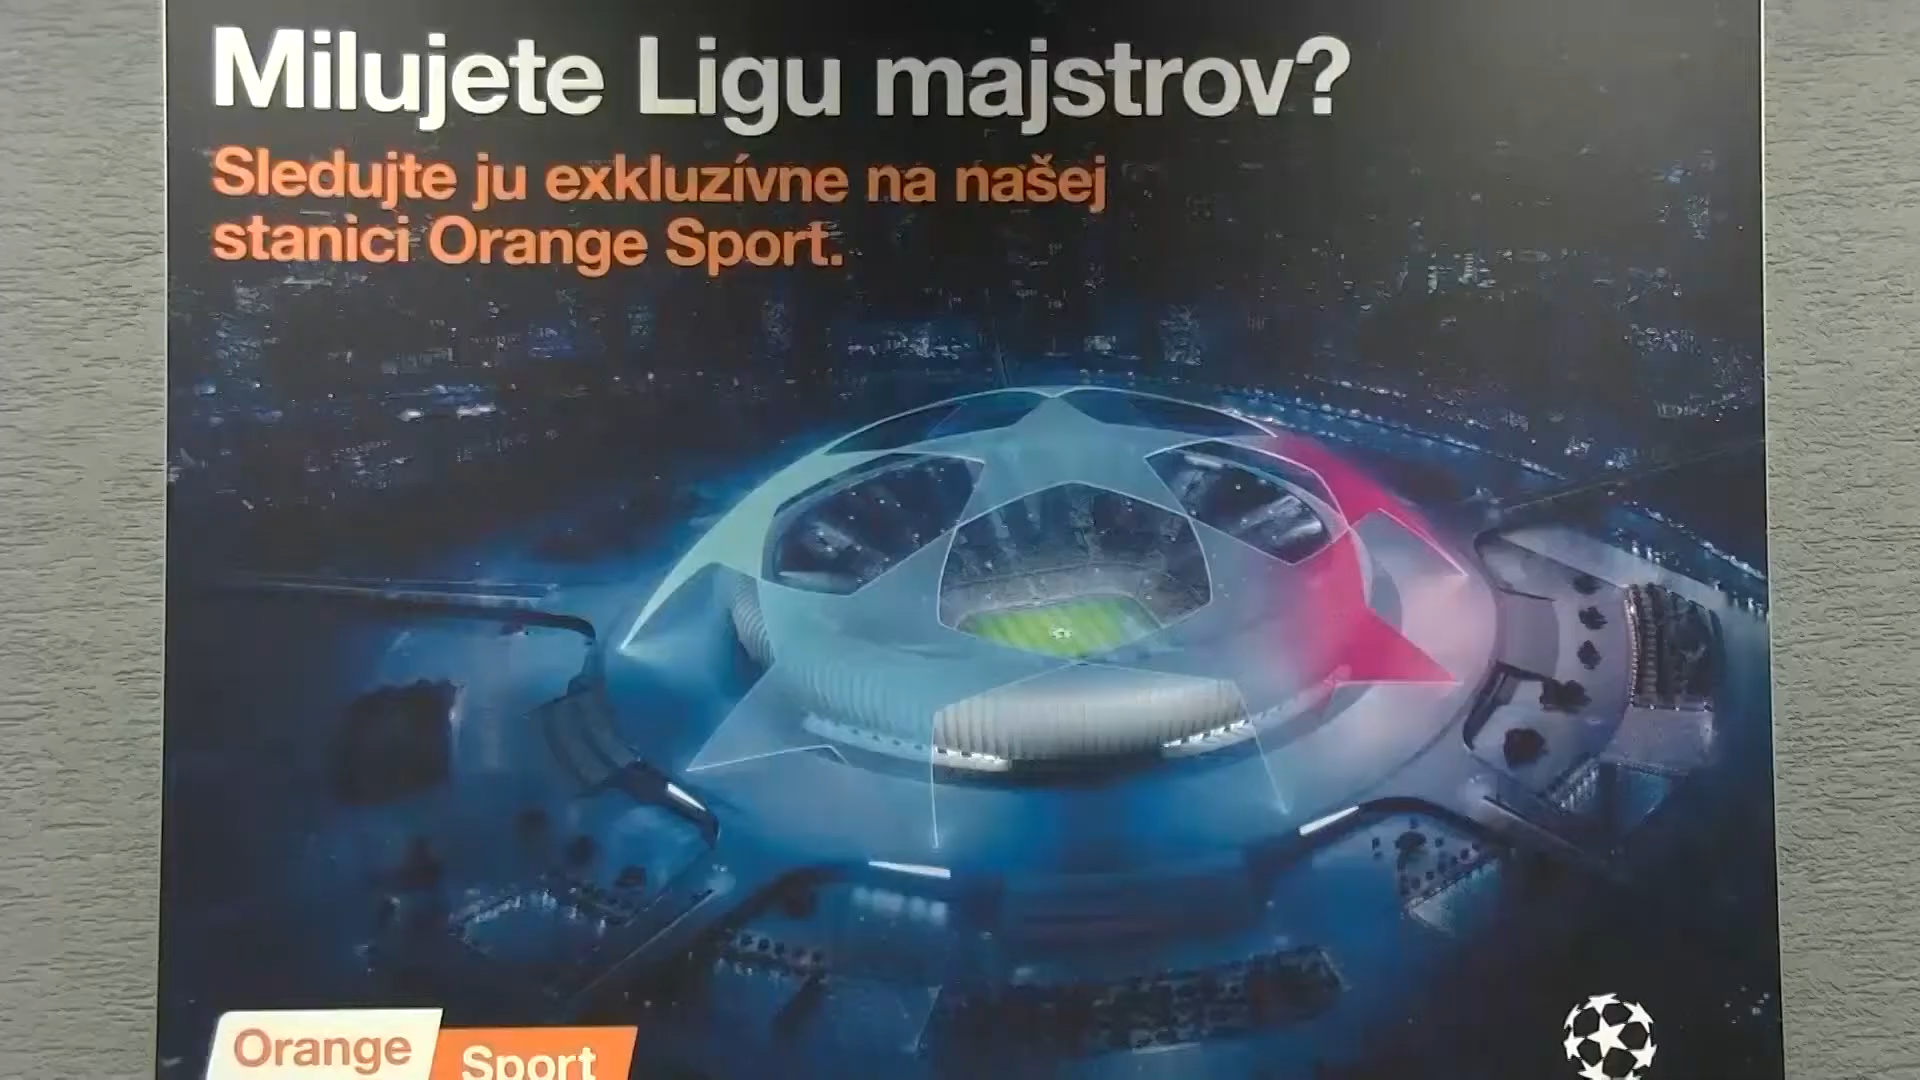 Milujete Ligu majstrov?
Sledujte ju exkluzívne na našej
stanici Orange Sport.
Orange Sport